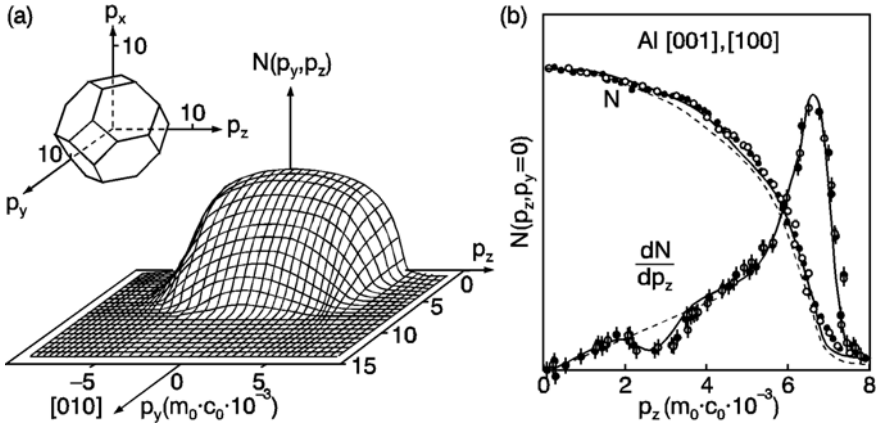 (a)
pₓ
10
10
p_z
10
p_y
N(p_y,p_z)
p_z
0
5
10
15
−5
0
5
[010]
p_y(m₀·c₀·10⁻³)
(b)
Al [001],[100]
N
dN
dp_z
N(p_z,p_y=0)
0
2
4
6
8
p_z(m₀·c₀·10⁻³)